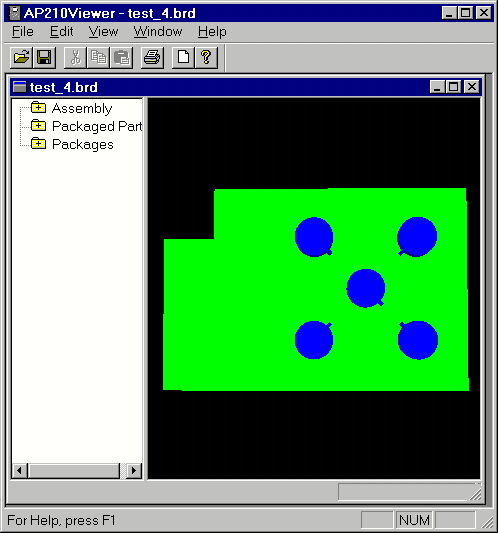 AP210Viewer - test_4.brd
File Edit View Window Help
test_4.brd
Assembly
Packaged Part
Packages
For Help, press F1
NUM